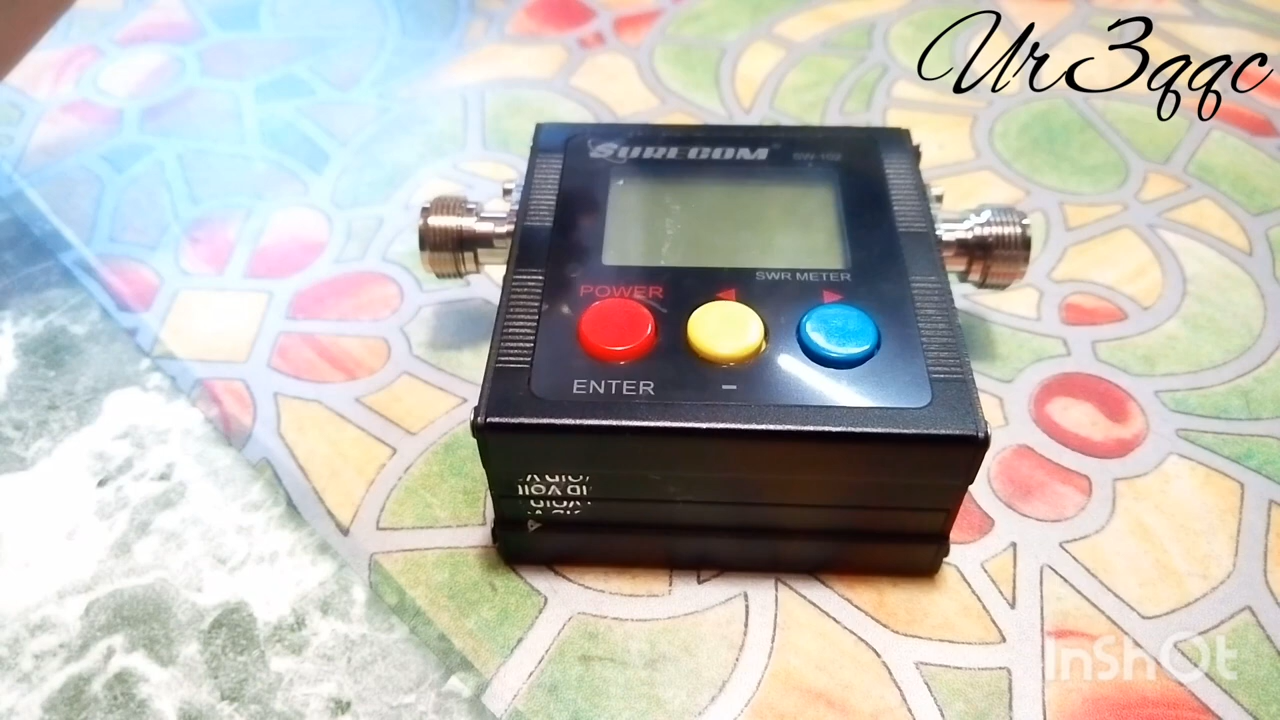 Ur3qqc
SURECOM® SW-102
SWR METER
POWER ◀ ▶
ENTER –
InShOt